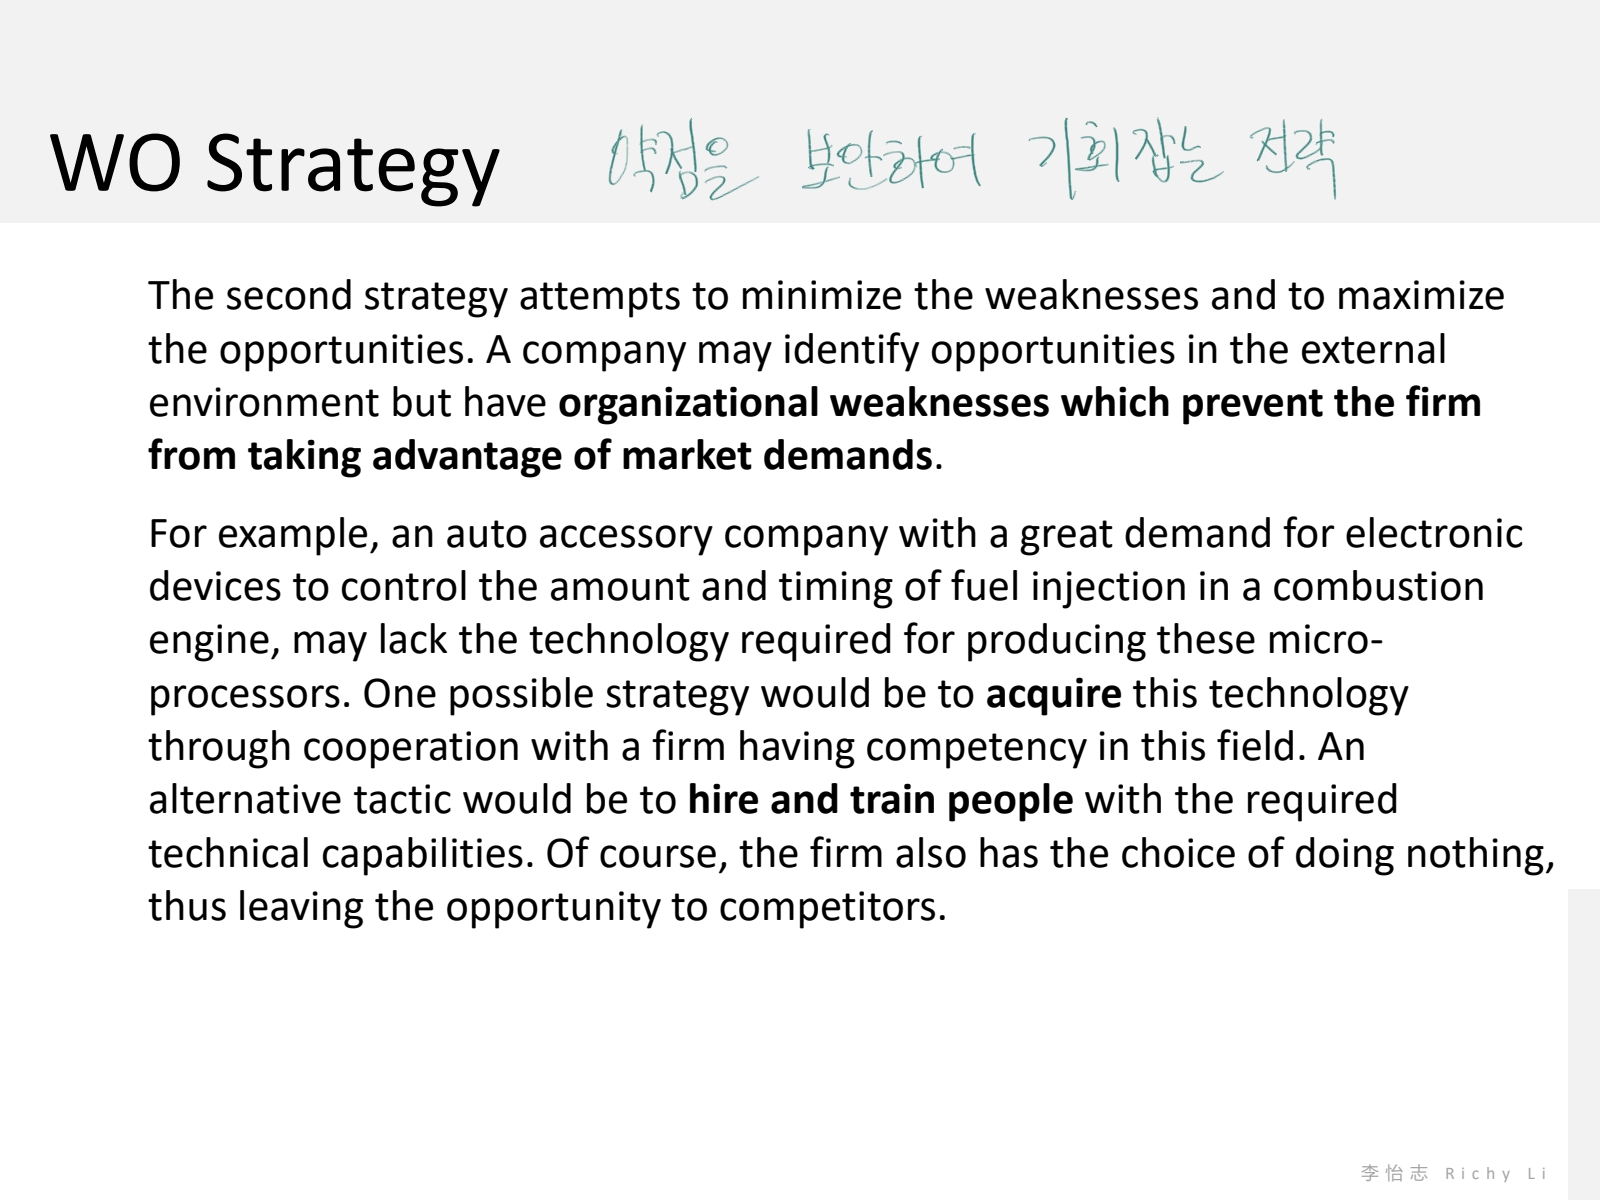 WO Strategy 약점을 보안하여 기회 잡는 전략
The second strategy attempts to minimize the weaknesses and to maximize
the opportunities. A company may identify opportunities in the external
environment but have organizational weaknesses which prevent the firm
from taking advantage of market demands.
For example, an auto accessory company with a great demand for electronic
devices to control the amount and timing of fuel injection in a combustion
engine, may lack the technology required for producing these micro-
processors. One possible strategy would be to acquire this technology
through cooperation with a firm having competency in this field. An
alternative tactic would be to hire and train people with the required
technical capabilities. Of course, the firm also has the choice of doing nothing,
thus leaving the opportunity to competitors.
李怡志 Richy Li